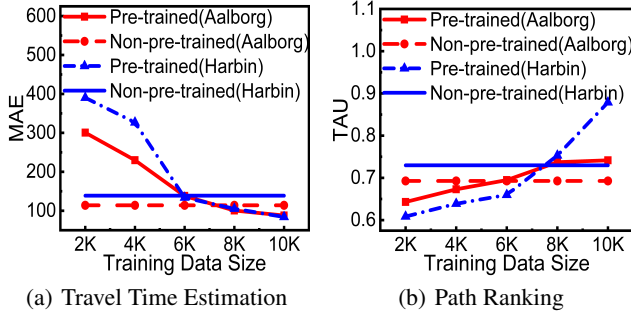 600
500
400
300
200
100
MAE
Pre-trained(Aalborg)
Non-pre-trained(Aalborg)
Pre-trained(Harbin)
Non-pre-trained(Harbin)
2K 4K 6K 8K 10K
Training Data Size
(a) Travel Time Estimation
1.1
1.0
0.9
0.8
0.7
0.6
TAU
Pre-trained(Aalborg)
Non-pre-trained(Aalborg)
Pre-trained(Harbin)
Non-pre-trained(Harbin)
2K 4K 6K 8K 10K
Training Data Size
(b) Path Ranking